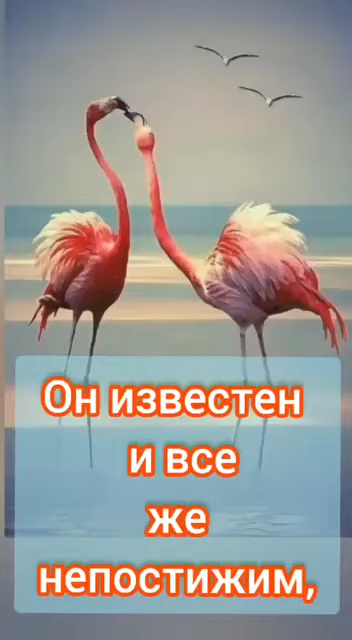 Он известен
и все
же
непостижим,